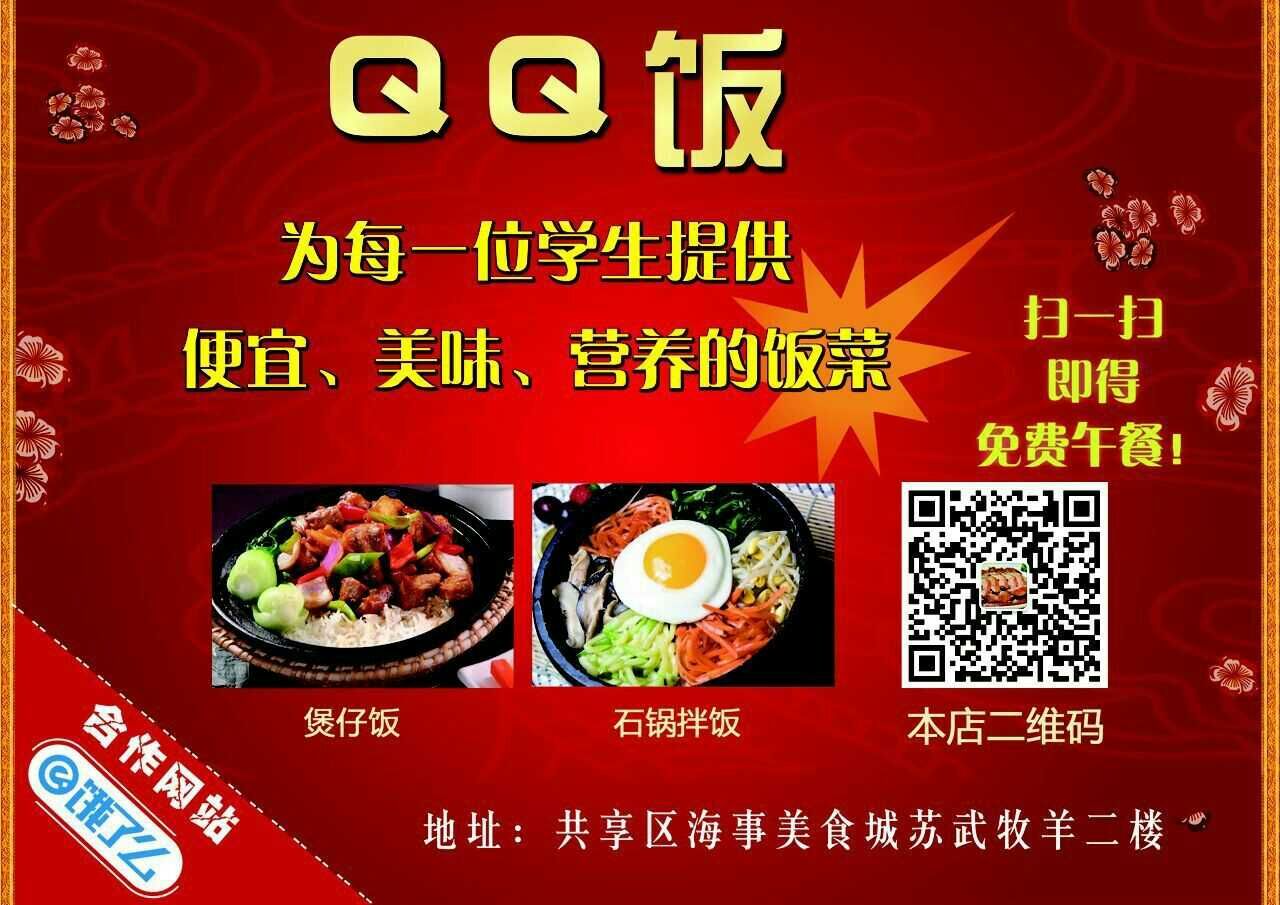 QQ饭
为每一位学生提供
便宜、美味、营养的饭菜
扫一扫
即得
免费午餐!
煲仔饭
石锅拌饭
本店二维码
合作网站
饿了么
地址：共享区海事美食城苏武牧羊二楼